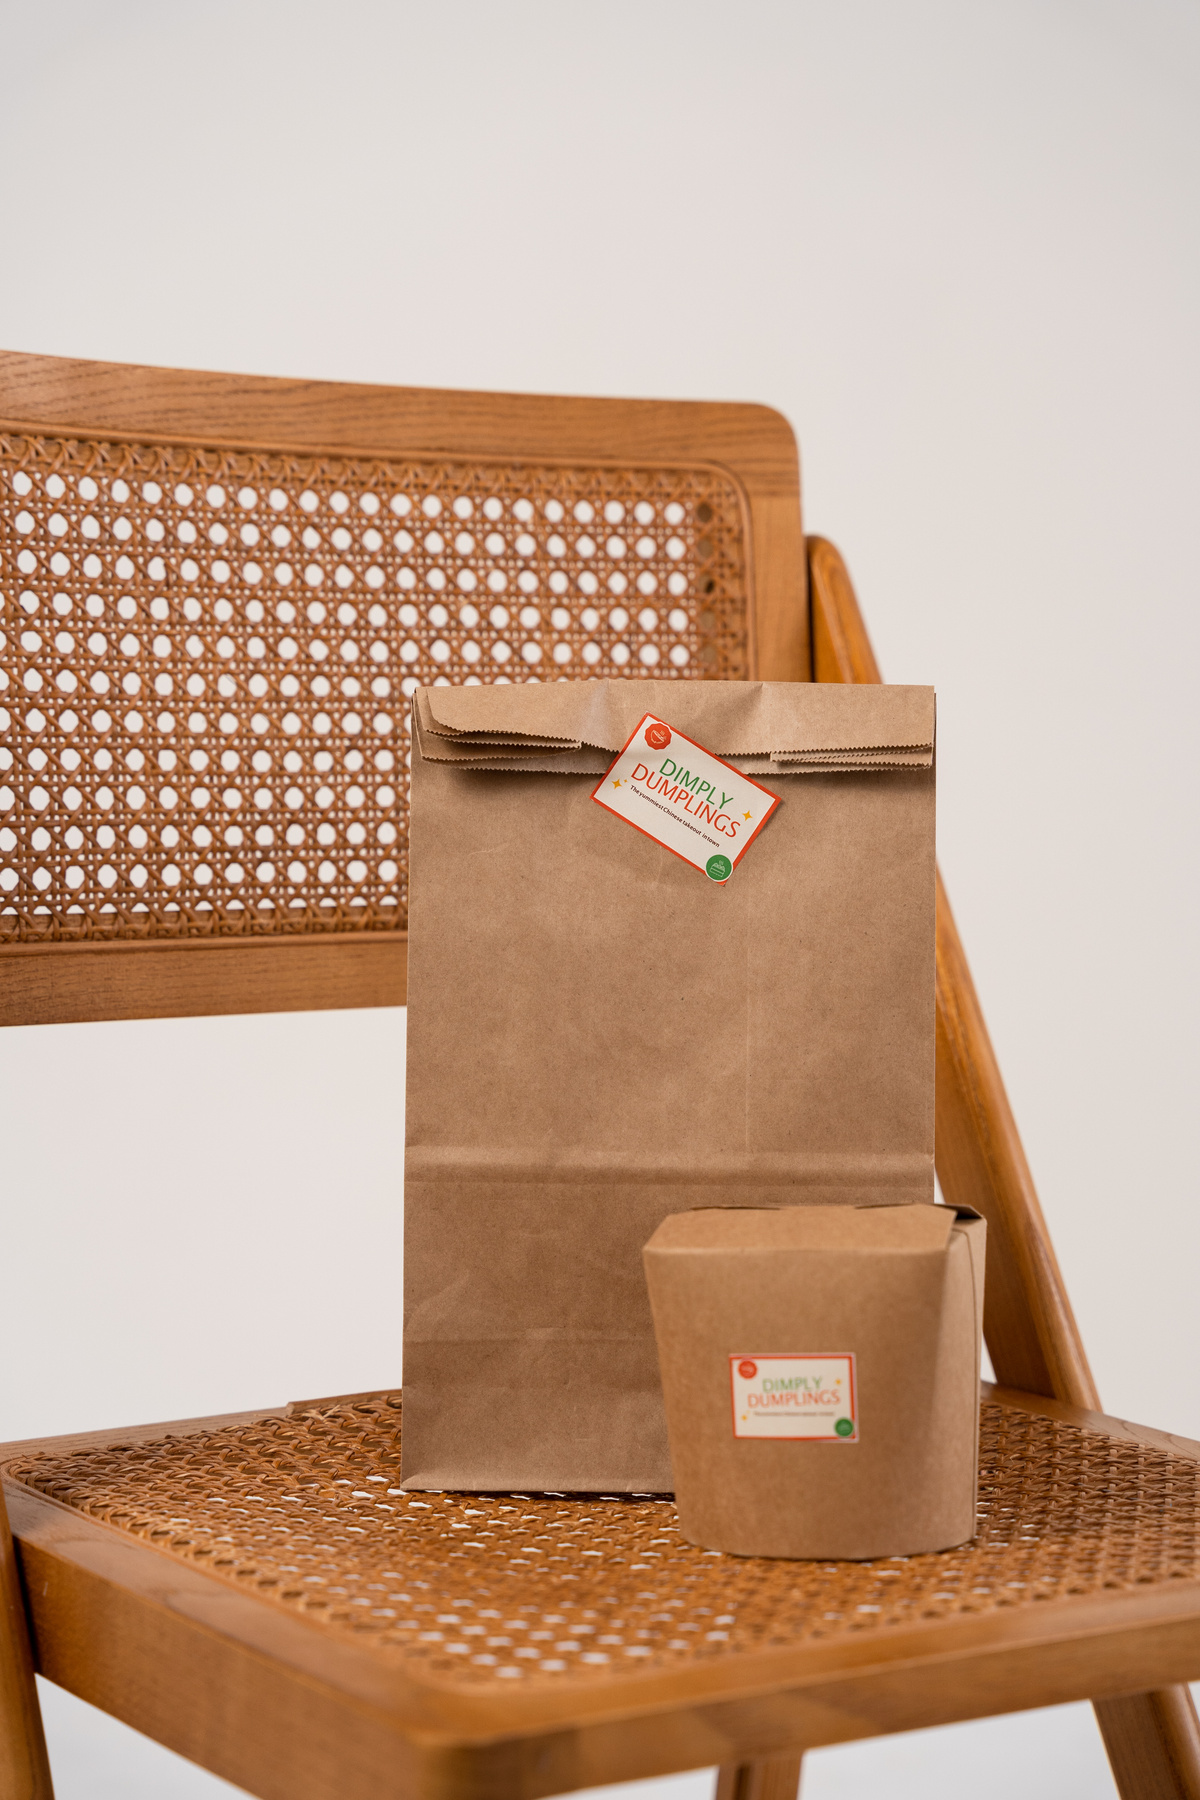 DIMPLY
DUMPLINGS
The yummiest Chinese takeout in town
DIMPLY
DUMPLINGS